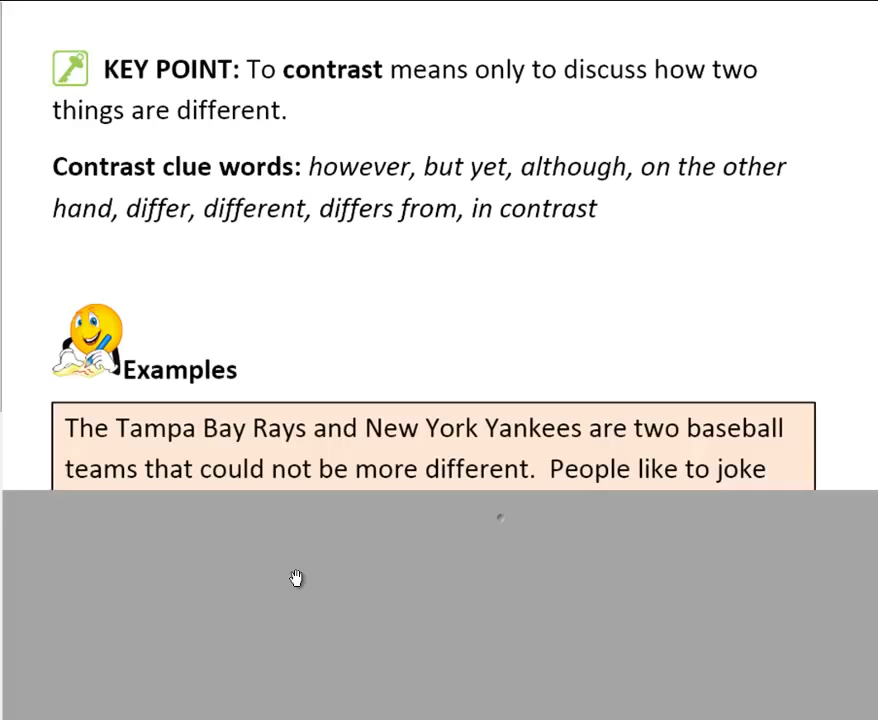 KEY POINT: To contrast means only to discuss how two
things are different.
Contrast clue words: however, but yet, although, on the other
hand, differ, different, differs from, in contrast
Examples
The Tampa Bay Rays and New York Yankees are two baseball
teams that could not be more different.  People like to joke